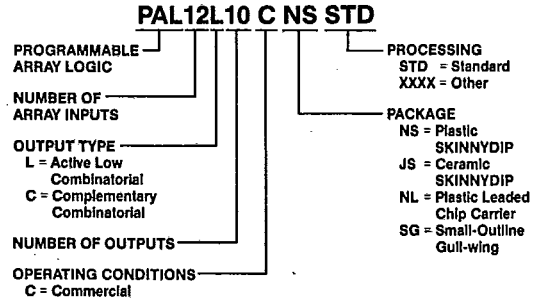 PAL12L10 C NS STD
PROGRAMMABLE
ARRAY LOGIC
NUMBER OF
ARRAY INPUTS
OUTPUT TYPE
L = Active Low
Combinatorial
C = Complementary
Combinatorial
NUMBER OF OUTPUTS
OPERATING CONDITIONS
C = Commercial
PROCESSING
STD = Standard
XXXX = Other
PACKAGE
NS = Plastic
SKINNYDIP
JS = Ceramic
SKINNYDIP
NL = Plastic Leaded
Chip Carrier
SG = Small-Outline
Gull-wing